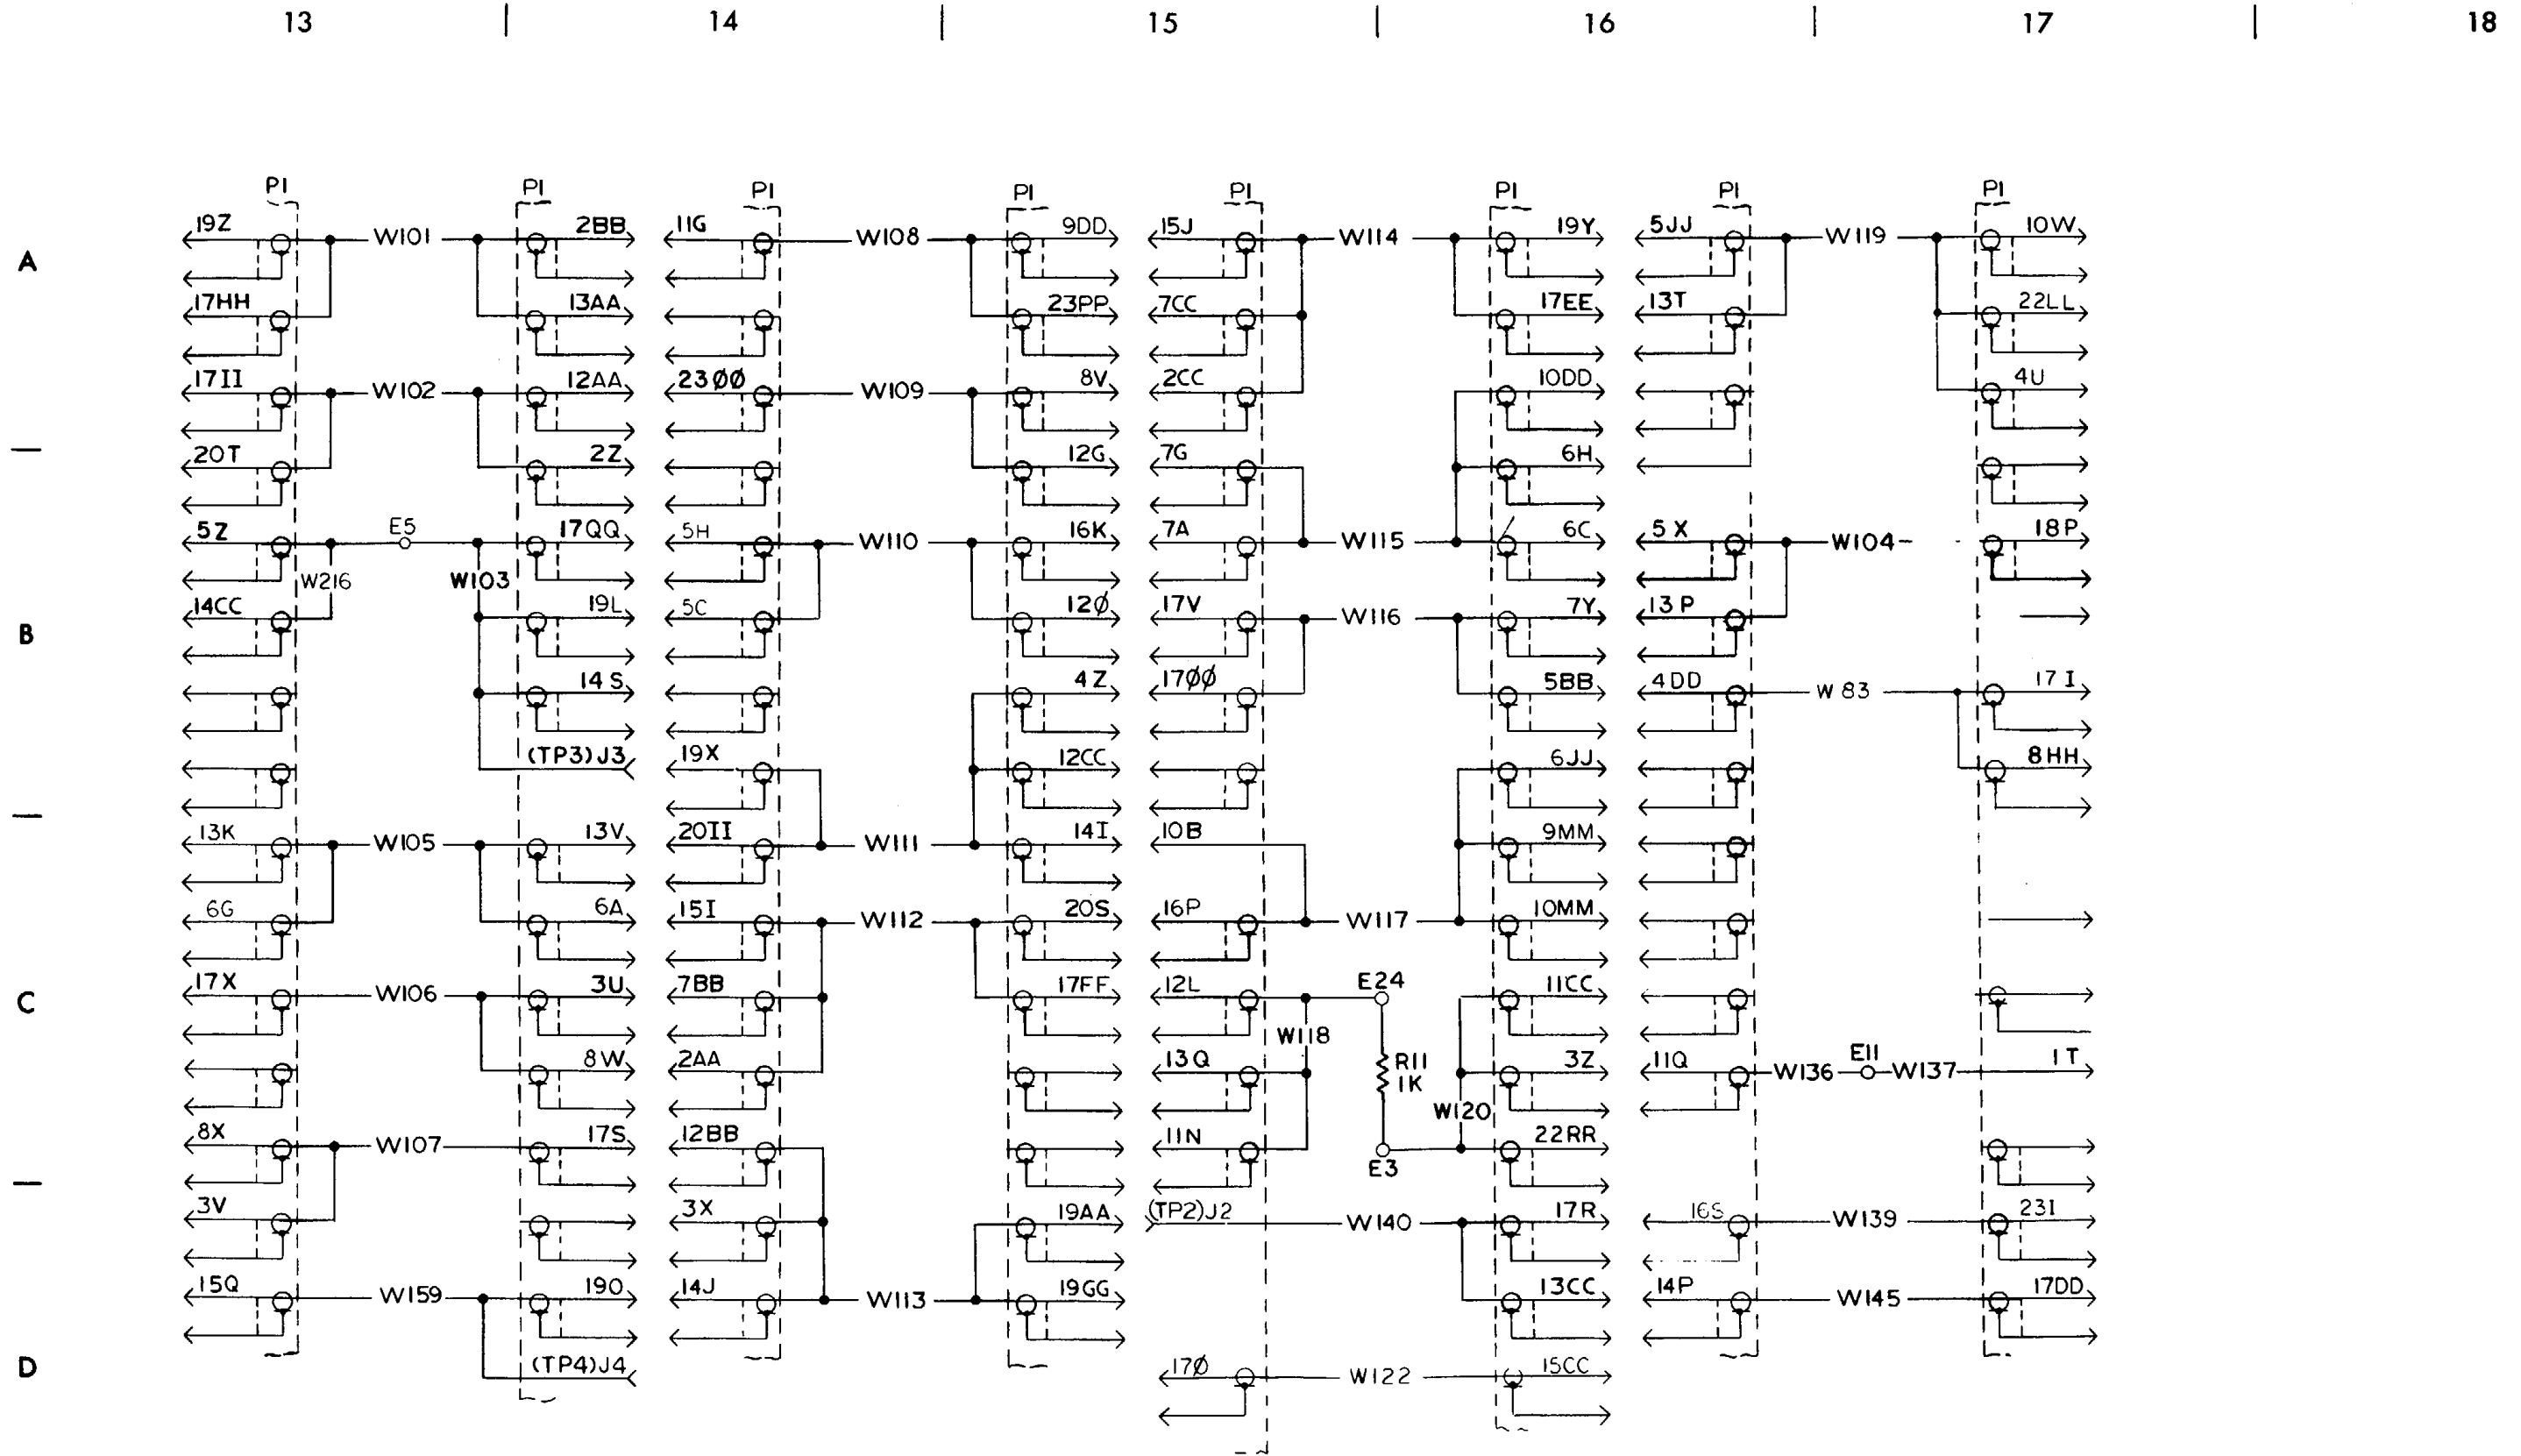 13 14 15 16 17 18
P1 P1 P1 P1 P1 P1 P1 P1
19Z W101 2BB 11G W108 9DD 15J W114 19Y 5JJ W119 10W
A
17HH 13AA 23PP 7CC 17EE 13T 22LL
17II W102 12AA 23ØØ W109 8V 2CC 10DD 4U
20T 2Z 12G 7G 6H
5Z E5 17QQ 5H W110 16K 7A W115 6C 5X W104 18P
W216 W103
14CC 19L 5C 12Ø 17V W116 7Y 13P
B
14S 4Z 17ØØ 5BB 4DD W83 17I
(TP3)J3 19X 12CC 6JJ 8HH
13K W105 13V 20II W111 14I 10B 9MM
6G 6A 15I W112 20S 16P W117 10MM
17X W106 3U 7BB 17FF 12L E24 11CC
C
W118
8W 2AA 13Q R11 3Z 11Q W136 E11 W137 1T
1K
W120
8X W107 17S 12BB 11N 22RR
E3
3V 3X 19AA (TP2)J2 W140 17R 16S W139 23I
15Q W159 19O 14J W113 19GG 13CC 14P W145 17DD
D
(TP4)J4 17Ø W122 15CC